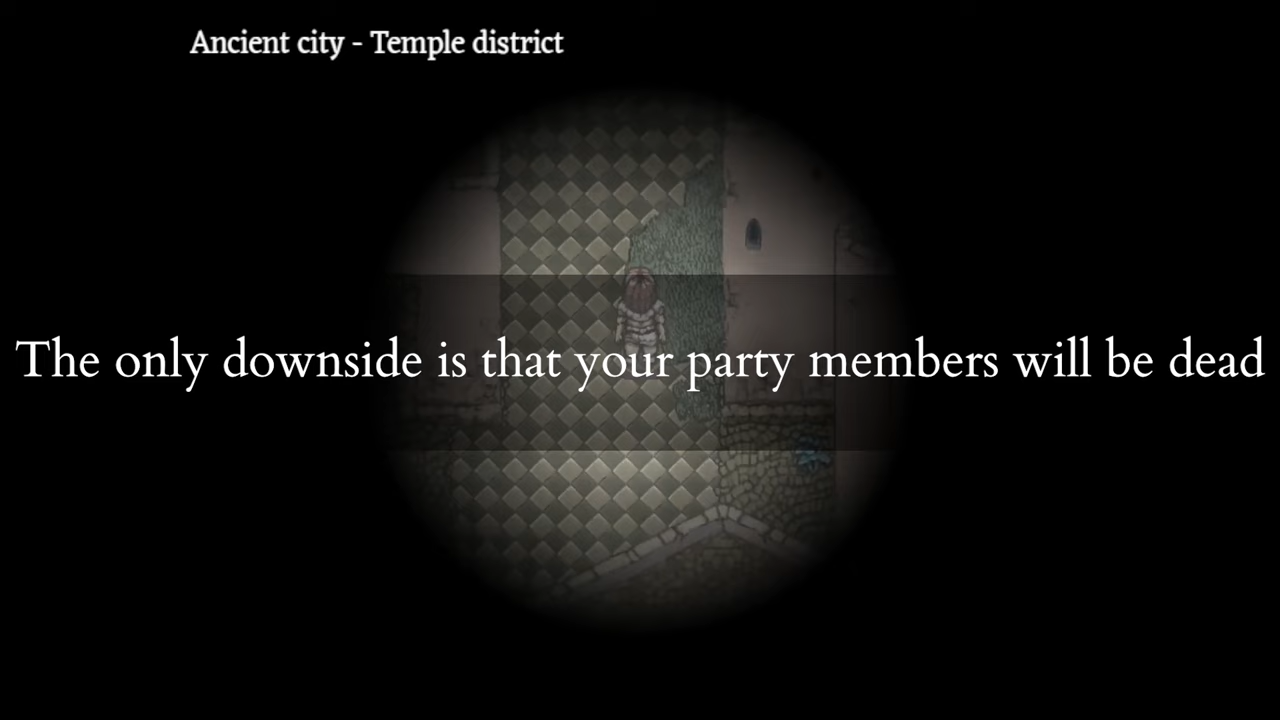 Ancient city - Temple district
The only downside is that your party members will be dead